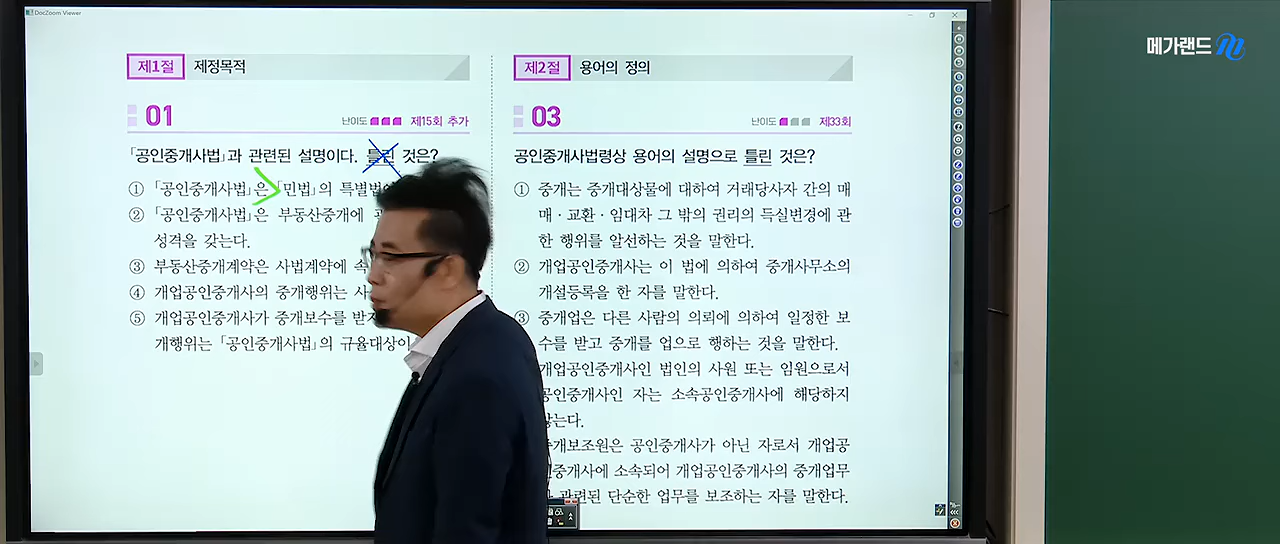 DocZoom Viewer
메가랜드
제1절 제정목적
01
난이도 제15회 추가
「공인중개사법」과 관련된 설명이다. 틀린 것은?
① 「공인중개사법」은 「민법」의
② 「공인중개사법」은 부동산중개에
성격을 갖는다.
③ 부동산중개계약은 사법계약에
④ 개업공인중개사의 중개행위는
⑤ 개업공인중개사가 중개보수를
개행위는 「공인중개사법」의 규율대상이
제2절 용어의 정의
03
난이도 제33회
공인중개사법령상 용어의 설명으로 틀린 것은?
① 중개는 중개대상물에 대하여 거래당사자 간의 매
매·교환·임대차 그 밖의 권리의 득실변경에 관
한 행위를 알선하는 것을 말한다.
② 개업공인중개사는 이 법에 의하여 중개사무소의
개설등록을 한 자를 말한다.
③ 중개업은 다른 사람의 의뢰에 의하여 일정한 보
수를 받고 중개를 업으로 행하는 것을 말한다.
개업공인중개사인 법인의 사원 또는 임원으로서
공인중개사인 자는 소속공인중개사에 해당하지
않는다.
중개보조원은 공인중개사가 아닌 자로서 개업공
인중개사에 소속되어 개업공인중개사의 중개업무
관련된 단순한 업무를 보조하는 자를 말한다.